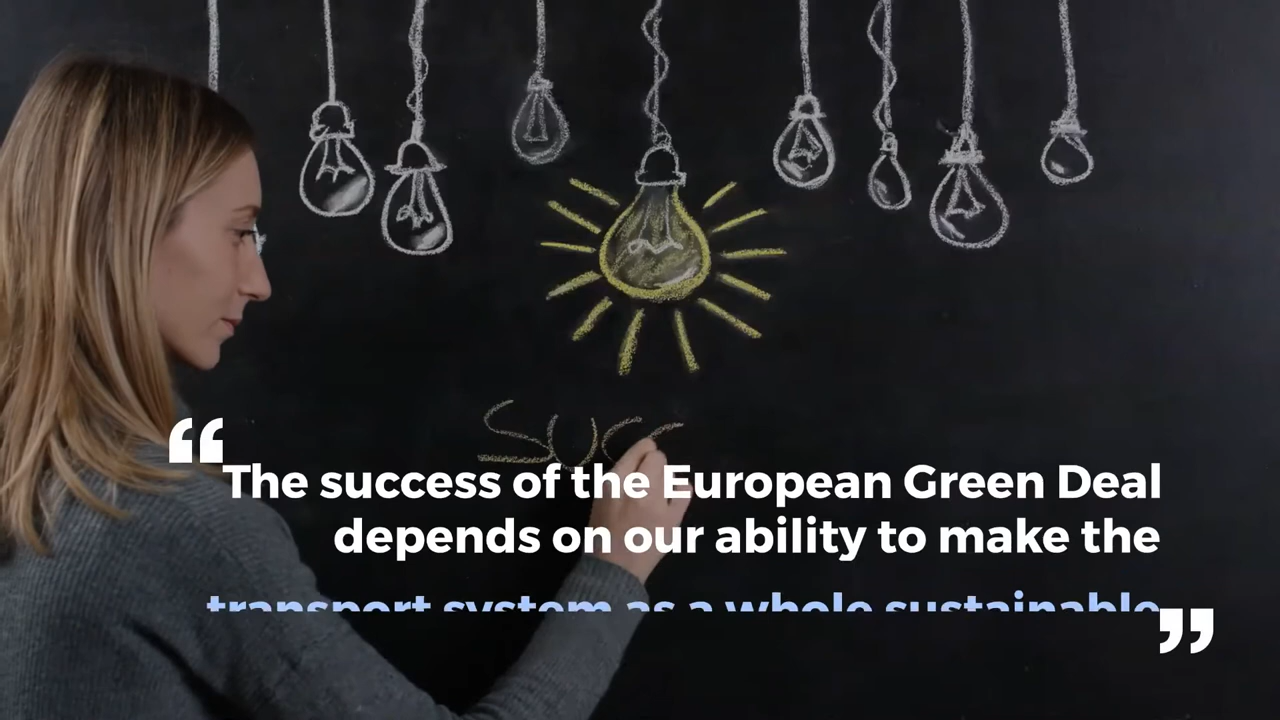 succ
“The success of the European Green Deal
depends on our ability to make the
transport system as a whole sustainable”